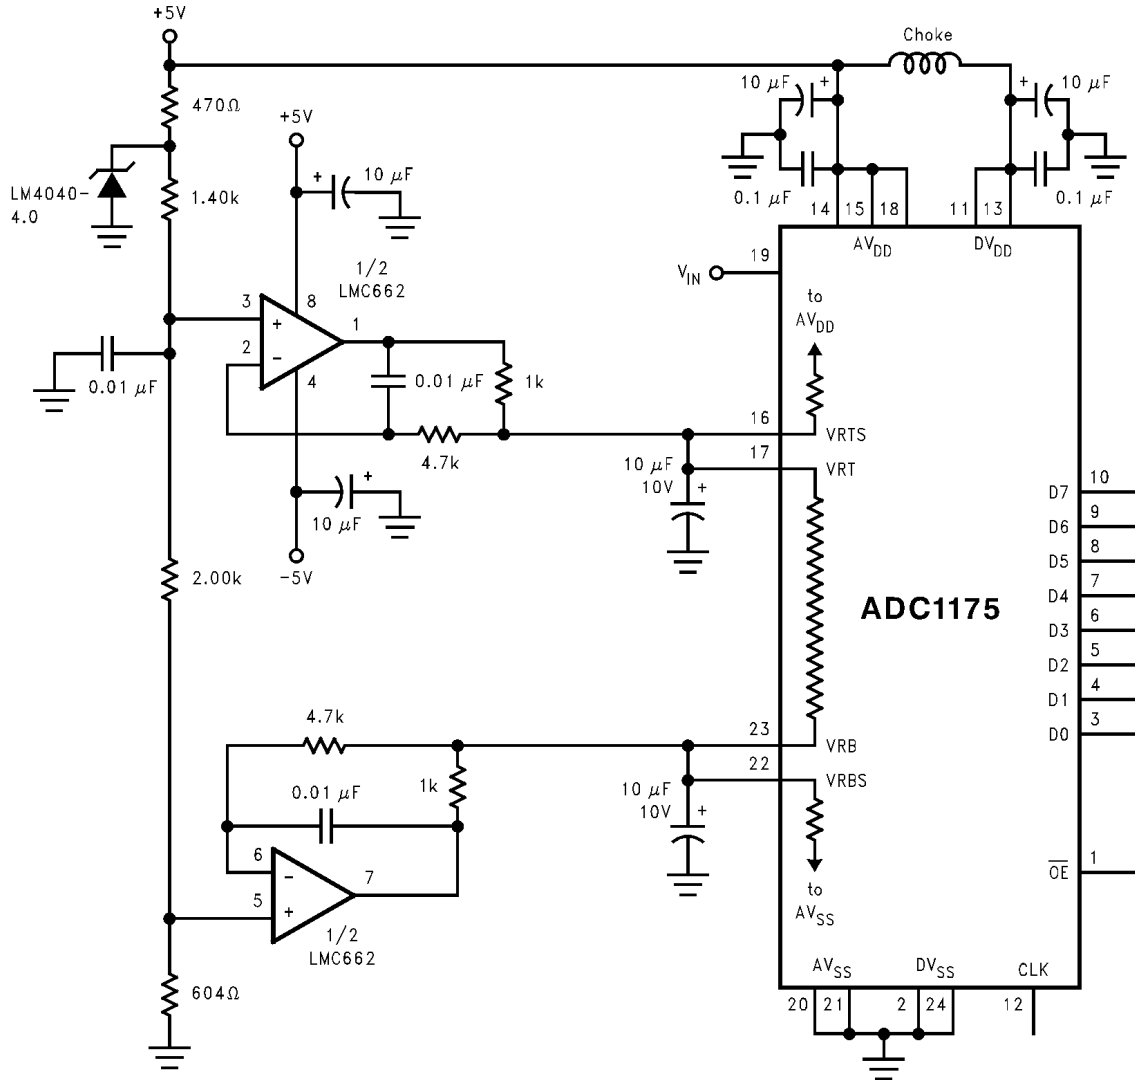 +5V
Choke
10 μF +
+ 10 μF
470Ω
+5V
LM4040-
4.0
1.40k
+ 10 μF
0.1 μF
0.1 μF
14 15 18 11 13
AVDD DVDD
1/2
LMC662
VIN 19
to
AVDD
3 + 8 1
2 − 4
0.01 μF
0.01 μF
1k
16 VRTS
4.7k
17 VRT
10 μF
10V +
+
10 μF
-5V
D7 10
D6 9
D5 8
D4 7
D3 6
D2 5
D1 4
D0 3
2.00k
ADC1175
4.7k
23 VRB
22 VRBS
1k
0.01 μF
10 μF
10V +
6 − 7
5 +
1/2
LMC662
to
AVSS
OE 1
604Ω
AVSS DVSS CLK
20 21 2 24 12